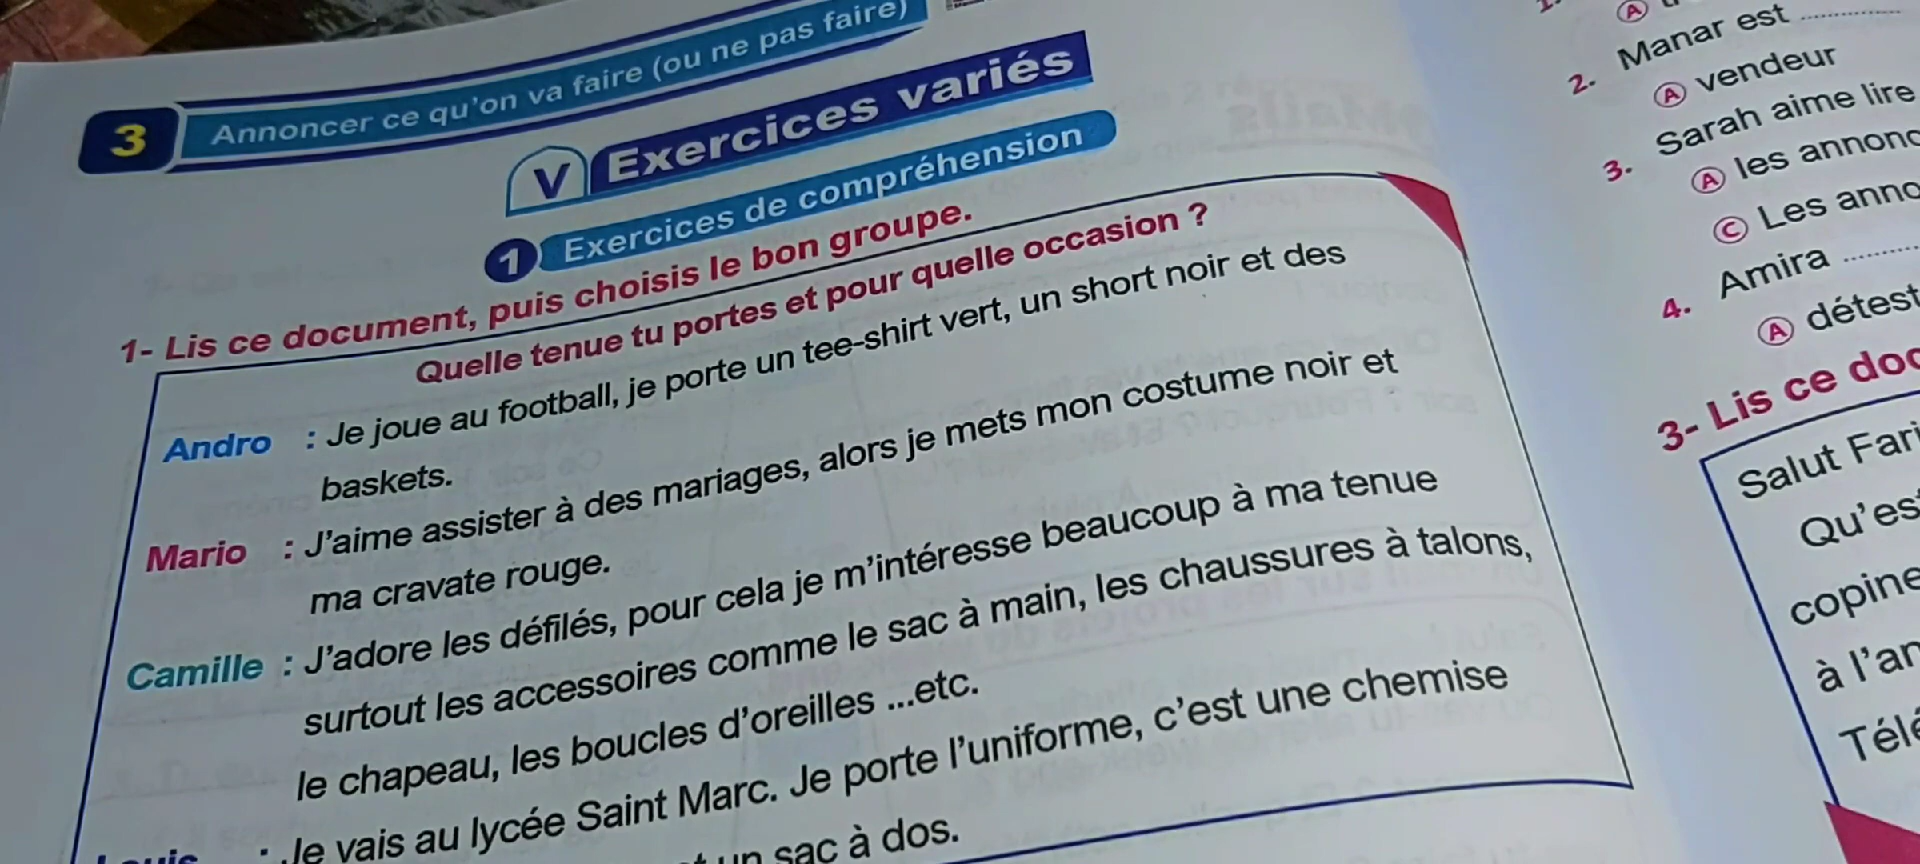 3 Annoncer ce qu'on va faire (ou ne pas faire)
V Exercices variés
1 Exercices de compréhension
1- Lis ce document, puis choisis le bon groupe.
Quelle tenue tu portes et pour quelle occasion ?
Andro : Je joue au football, je porte un tee-shirt vert, un short noir et des
baskets.
Mario : J'aime assister à des mariages, alors je mets mon costume noir et
ma cravate rouge.
Camille : J'adore les défilés, pour cela je m'intéresse beaucoup à ma tenue
surtout les accessoires comme le sac à main, les chaussures à talons,
le chapeau, les boucles d'oreilles ...etc.
: Je vais au lycée Saint Marc. Je porte l'uniforme, c'est une chemise
un sac à dos.
A
2. Manar est ............
A vendeur
3. Sarah aime lire
A les annonc
C Les anno
4. Amira ............
A détest
3- Lis ce doc
Salut Fari
Qu'es
copine
à l'an
Télé